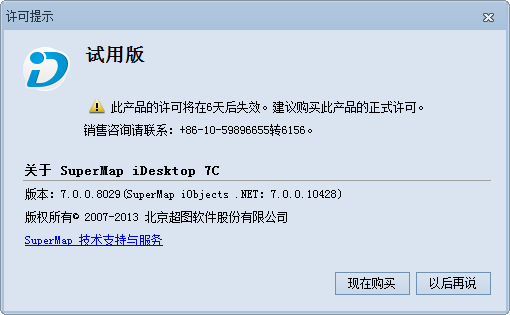 许可提示
iD
试用版
此产品的许可将在6天后失效。建议购买此产品的正式许可。
销售咨询请联系：+86-10-59896655转6156。
关于 SuperMap iDesktop 7C
版本：7.0.0.8029(SuperMap iObjects .NET：7.0.0.10428)
版权所有© 2007-2013 北京超图软件股份有限公司
SuperMap 技术支持与服务
现在购买 以后再说